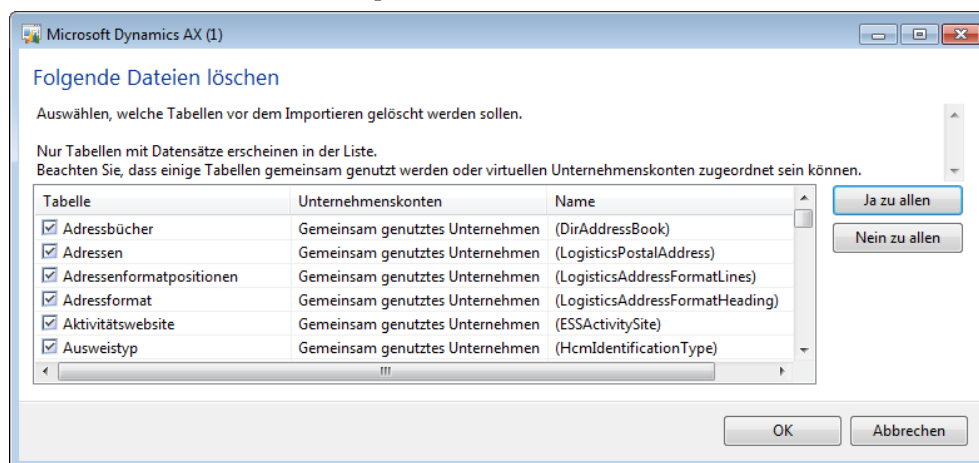 Microsoft Dynamics AX (1)
Folgende Dateien löschen
Auswählen, welche Tabellen vor dem Importieren gelöscht werden sollen.
Nur Tabellen mit Datensätze erscheinen in der Liste.
Beachten Sie, dass einige Tabellen gemeinsam genutzt werden oder virtuellen Unternehmenskonten zugeordnet sein können.
Tabelle Unternehmenskonten Name
Adressbücher Gemeinsam genutztes Unternehmen (DirAddressBook)
Adressen Gemeinsam genutztes Unternehmen (LogisticsPostalAddress)
Adressenformatpositionen Gemeinsam genutztes Unternehmen (LogisticsAddressFormatLines)
Adressformat Gemeinsam genutztes Unternehmen (LogisticsAddressFormatHeading)
Aktivitätswebsite Gemeinsam genutztes Unternehmen (ESSActivitySite)
Ausweistyp Gemeinsam genutztes Unternehmen (HcmIdentificationType)
Ja zu allen
Nein zu allen
OK Abbrechen